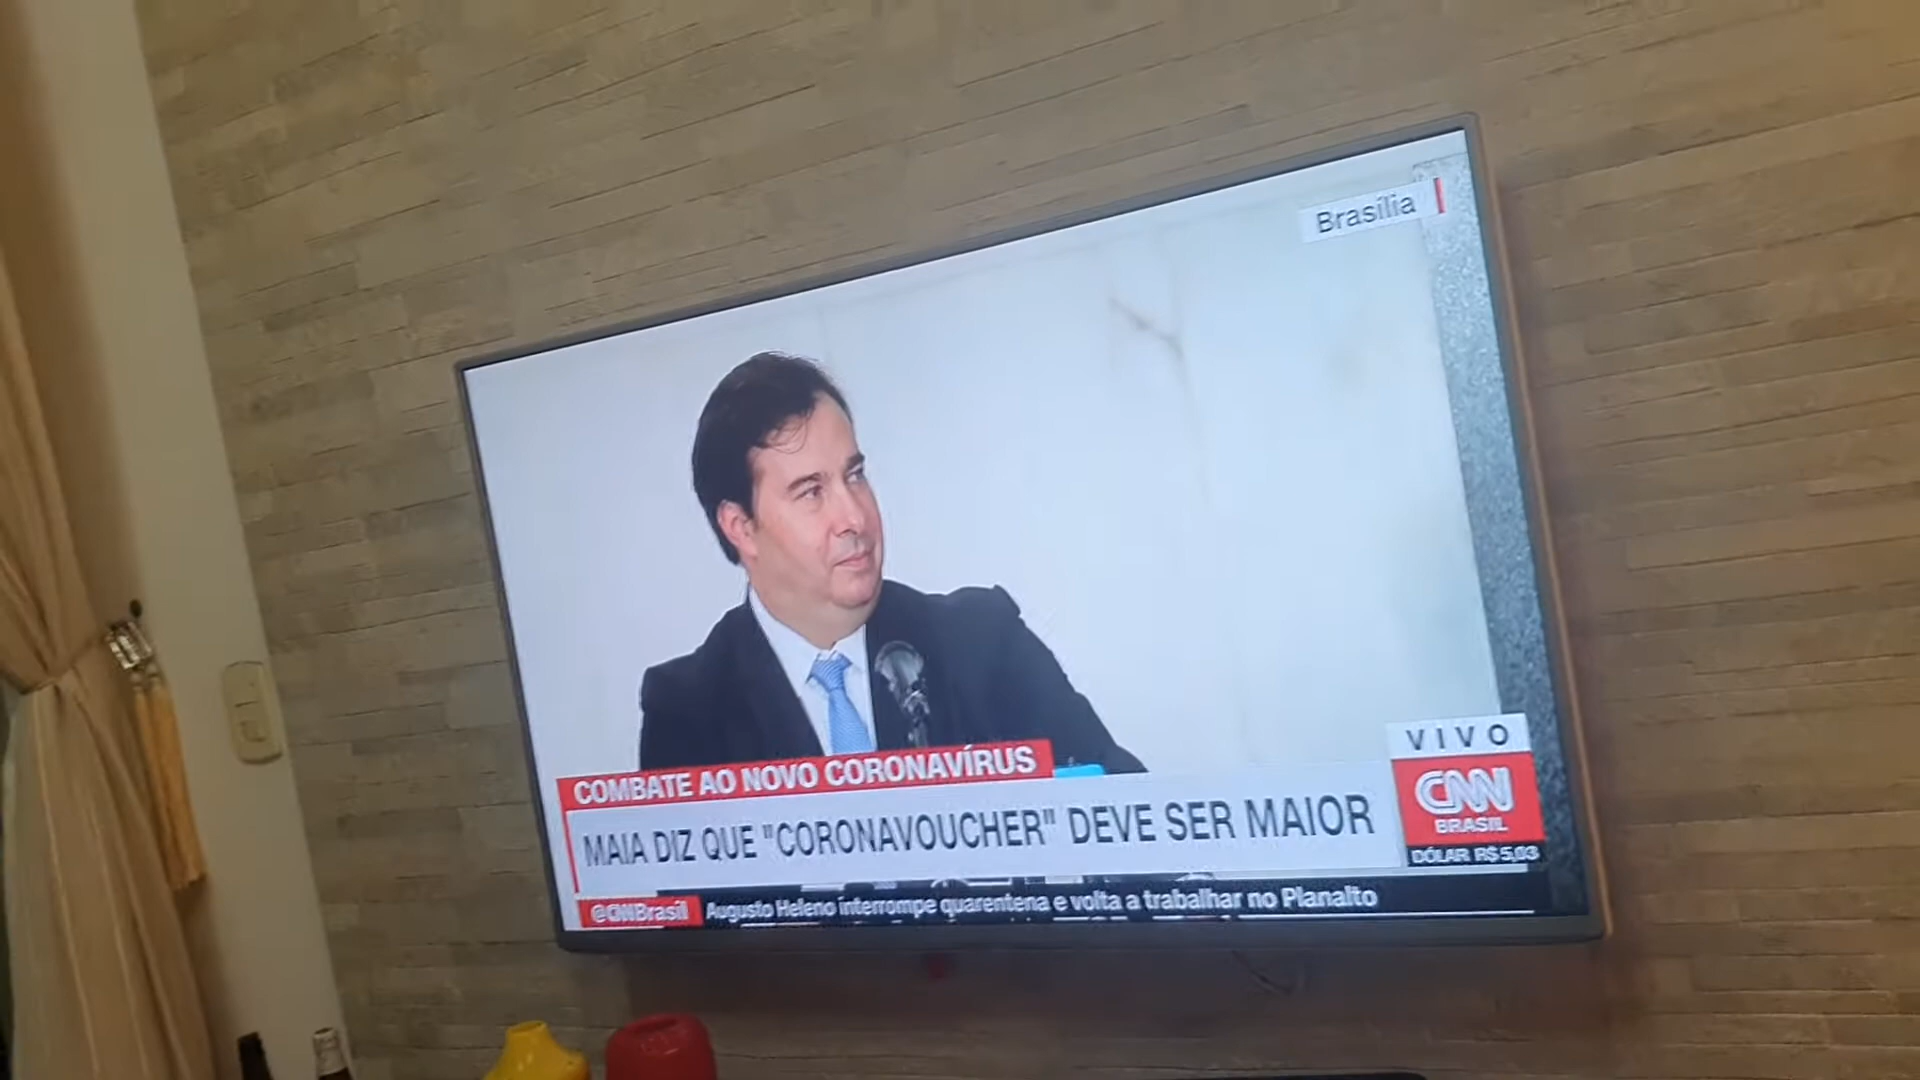 Brasília
COMBATE AO NOVO CORONAVÍRUS
MAIA DIZ QUE "CORONAVOUCHER" DEVE SER MAIOR
VIVO
CNN
BRASIL
DÓLAR R$ 5,03
@CNNBrasil Augusto Heleno interrompe quarentena e volta a trabalhar no Planalto